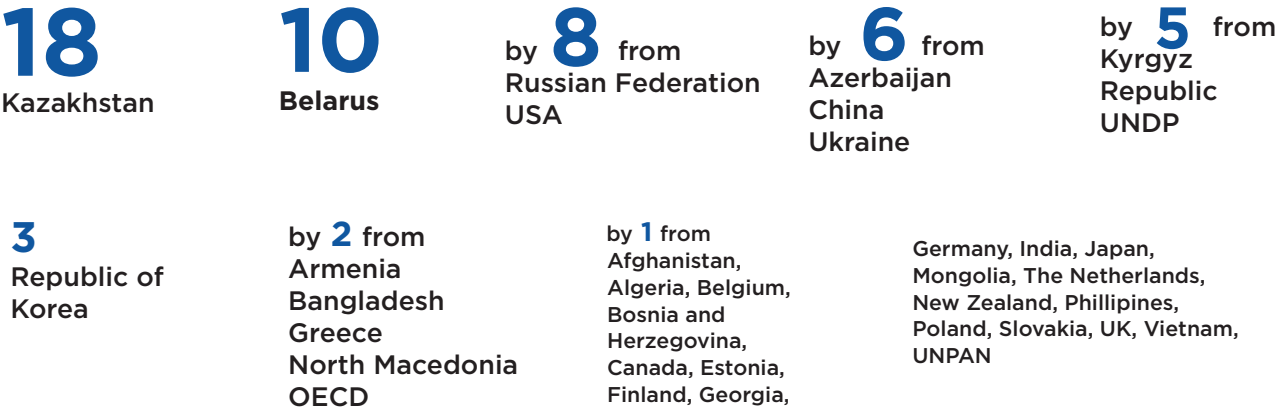 18
Kazakhstan
10
Belarus
by 8 from
Russian Federation
USA
by 6 from
Azerbaijan
China
Ukraine
by 5 from
Kyrgyz
Republic
UNDP
3
Republic of
Korea
by 2 from
Armenia
Bangladesh
Greece
North Macedonia
OECD
by 1 from
Afghanistan,
Algeria, Belgium,
Bosnia and
Herzegovina,
Canada, Estonia,
Finland, Georgia,
Germany, India, Japan,
Mongolia, The Netherlands,
New Zealand, Phillipines,
Poland, Slovakia, UK, Vietnam,
UNPAN